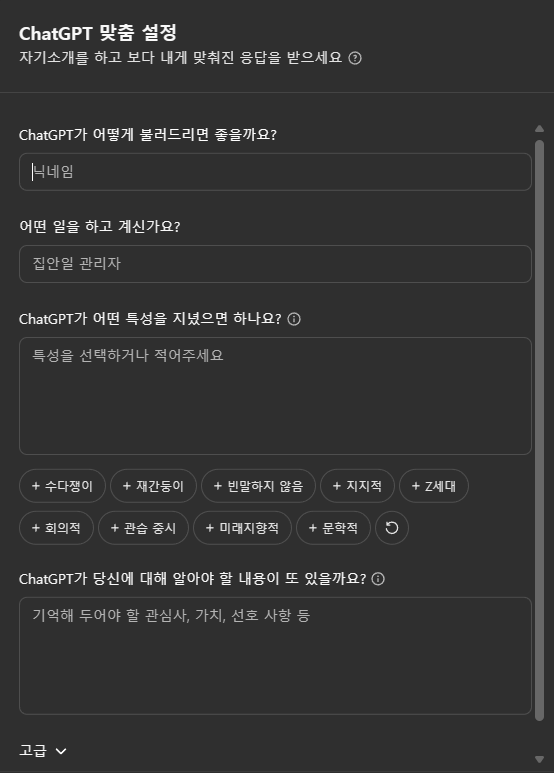 ChatGPT 맞춤 설정
자기소개를 하고 보다 내게 맞춰진 응답을 받으세요
ChatGPT가 어떻게 불러드리면 좋을까요?
닉네임
어떤 일을 하고 계신가요?
집안일 관리자
ChatGPT가 어떤 특성을 지녔으면 하나요?
특성을 선택하거나 적어주세요
+ 수다쟁이 + 재간둥이 + 빈말하지 않음 + 지지적 + Z세대
+ 회의적 + 관습 중시 + 미래지향적 + 문학적
ChatGPT가 당신에 대해 알아야 할 내용이 또 있을까요?
기억해 두어야 할 관심사, 가치, 선호 사항 등
고급